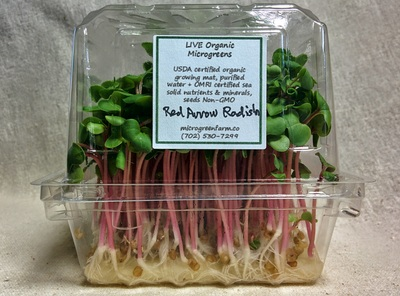 LIVE Organic
Microgreens
USDA certified organic
growing mat, purified
water + OMRI certified sea
solid nutrients & minerals,
seeds Non-GMO
Red Arrow Radish
microgreenfarm.co
(702) 530-7299